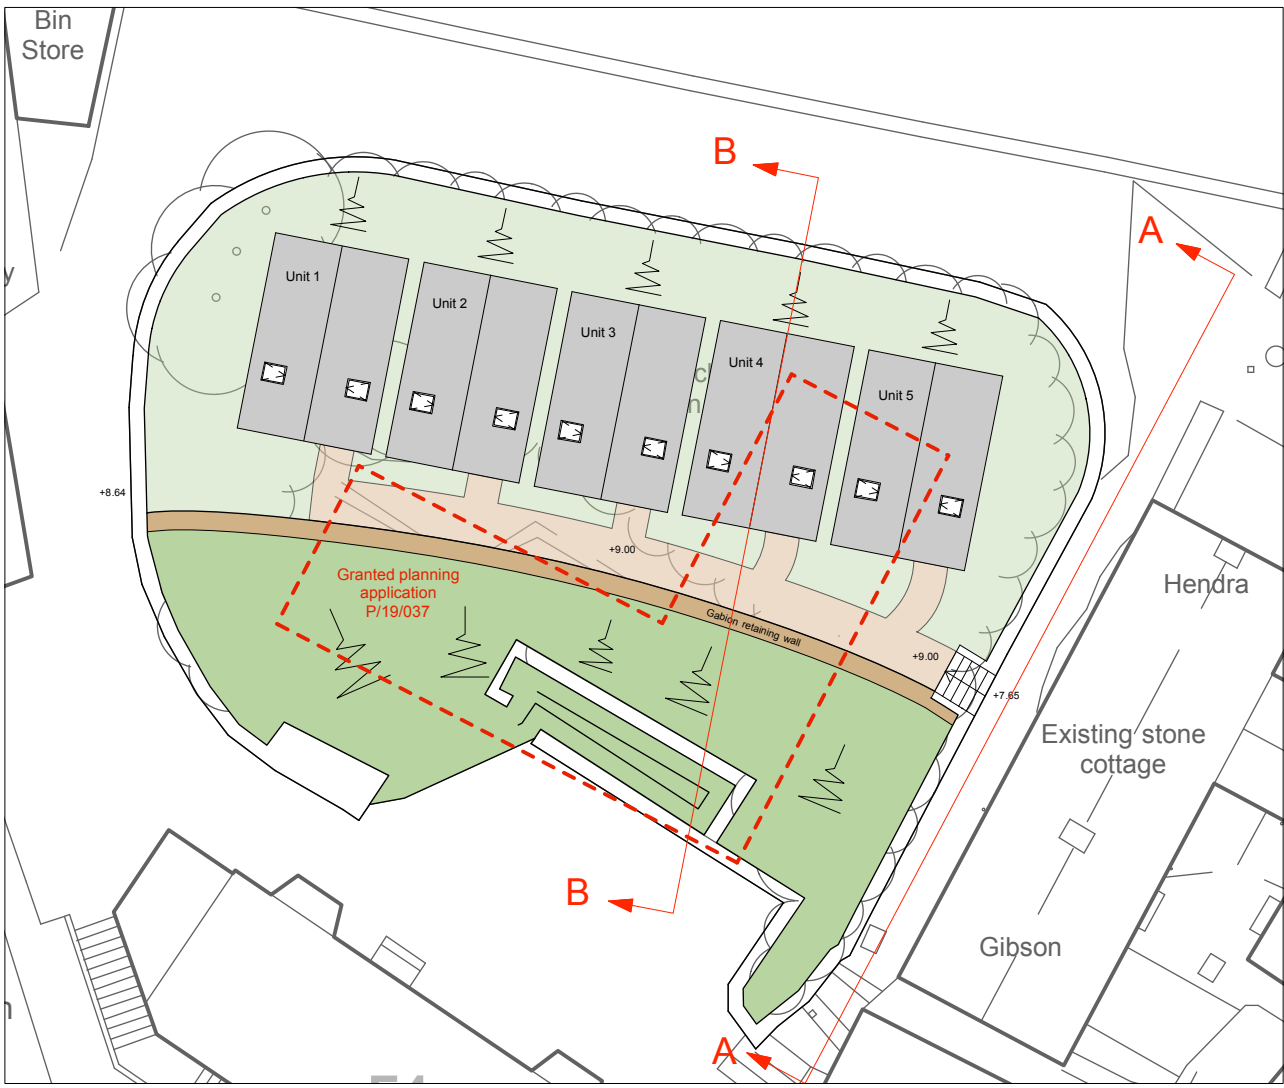 Bin
Store
B
A
Unit 1
Unit 2
Unit 3
Unit 4
Unit 5
+8.64
+9.00
Granted planning
application
P/19/037
Gabion retaining wall
+9.00
+7.65
Hendra
Existing stone
cottage
B
Gibson
A